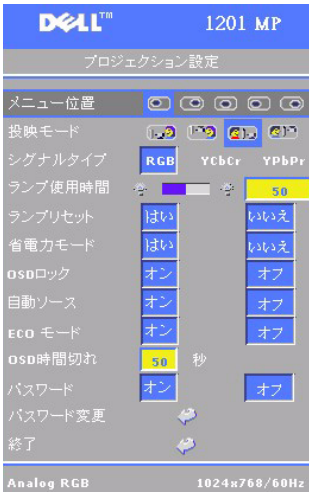 DELL™ 1201 MP
プロジェクション設定
メニュー位置
投映モード
シグナルタイプ RGB YCbCr YPbPr
ランプ使用時間 50
ランプリセット はい いいえ
省電力モード はい いいえ
OSDロック オン オフ
自動ソース オン オフ
ECO モード オン オフ
OSD時間切れ 50 秒
パスワード オン オフ
パスワード変更
終了
Analog RGB 1024x768/60Hz